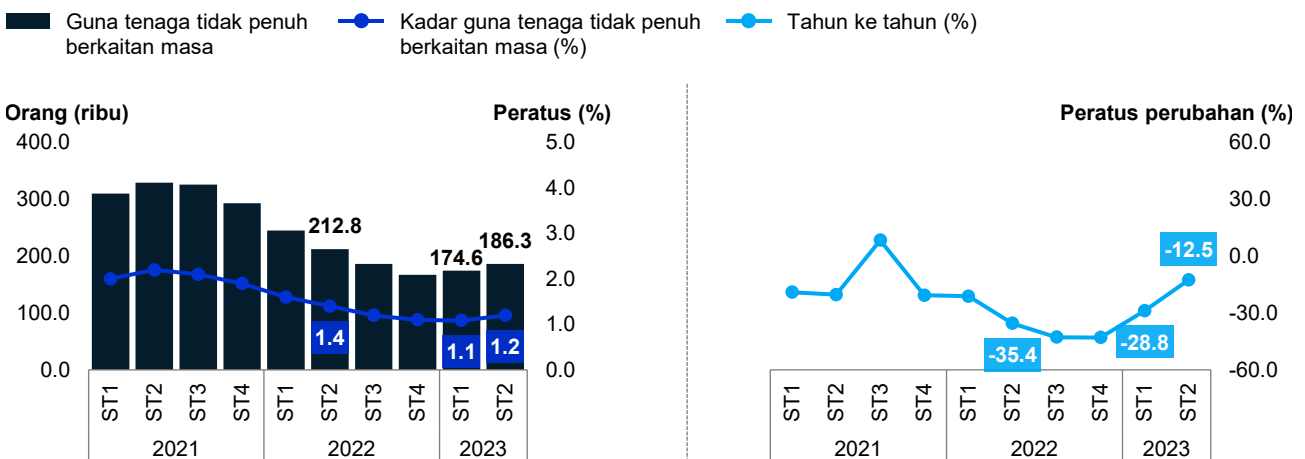 Guna tenaga tidak penuh
berkaitan masa
Kadar guna tenaga tidak penuh
berkaitan masa (%)
Tahun ke tahun (%)
Orang (ribu)
Peratus (%)
400.0
300.0
200.0
100.0
0.0
5.0
4.0
3.0
2.0
1.0
0.0
212.8
174.6
186.3
1.4
1.1
1.2
ST1
ST2
ST3
ST4
ST1
ST2
ST3
ST4
ST1
ST2
2021
2022
2023
Peratus perubahan (%)
60.0
30.0
0.0
-30.0
-60.0
-35.4
-28.8
-12.5
ST1
ST2
ST3
ST4
ST1
ST2
ST3
ST4
ST1
ST2
2021
2022
2023